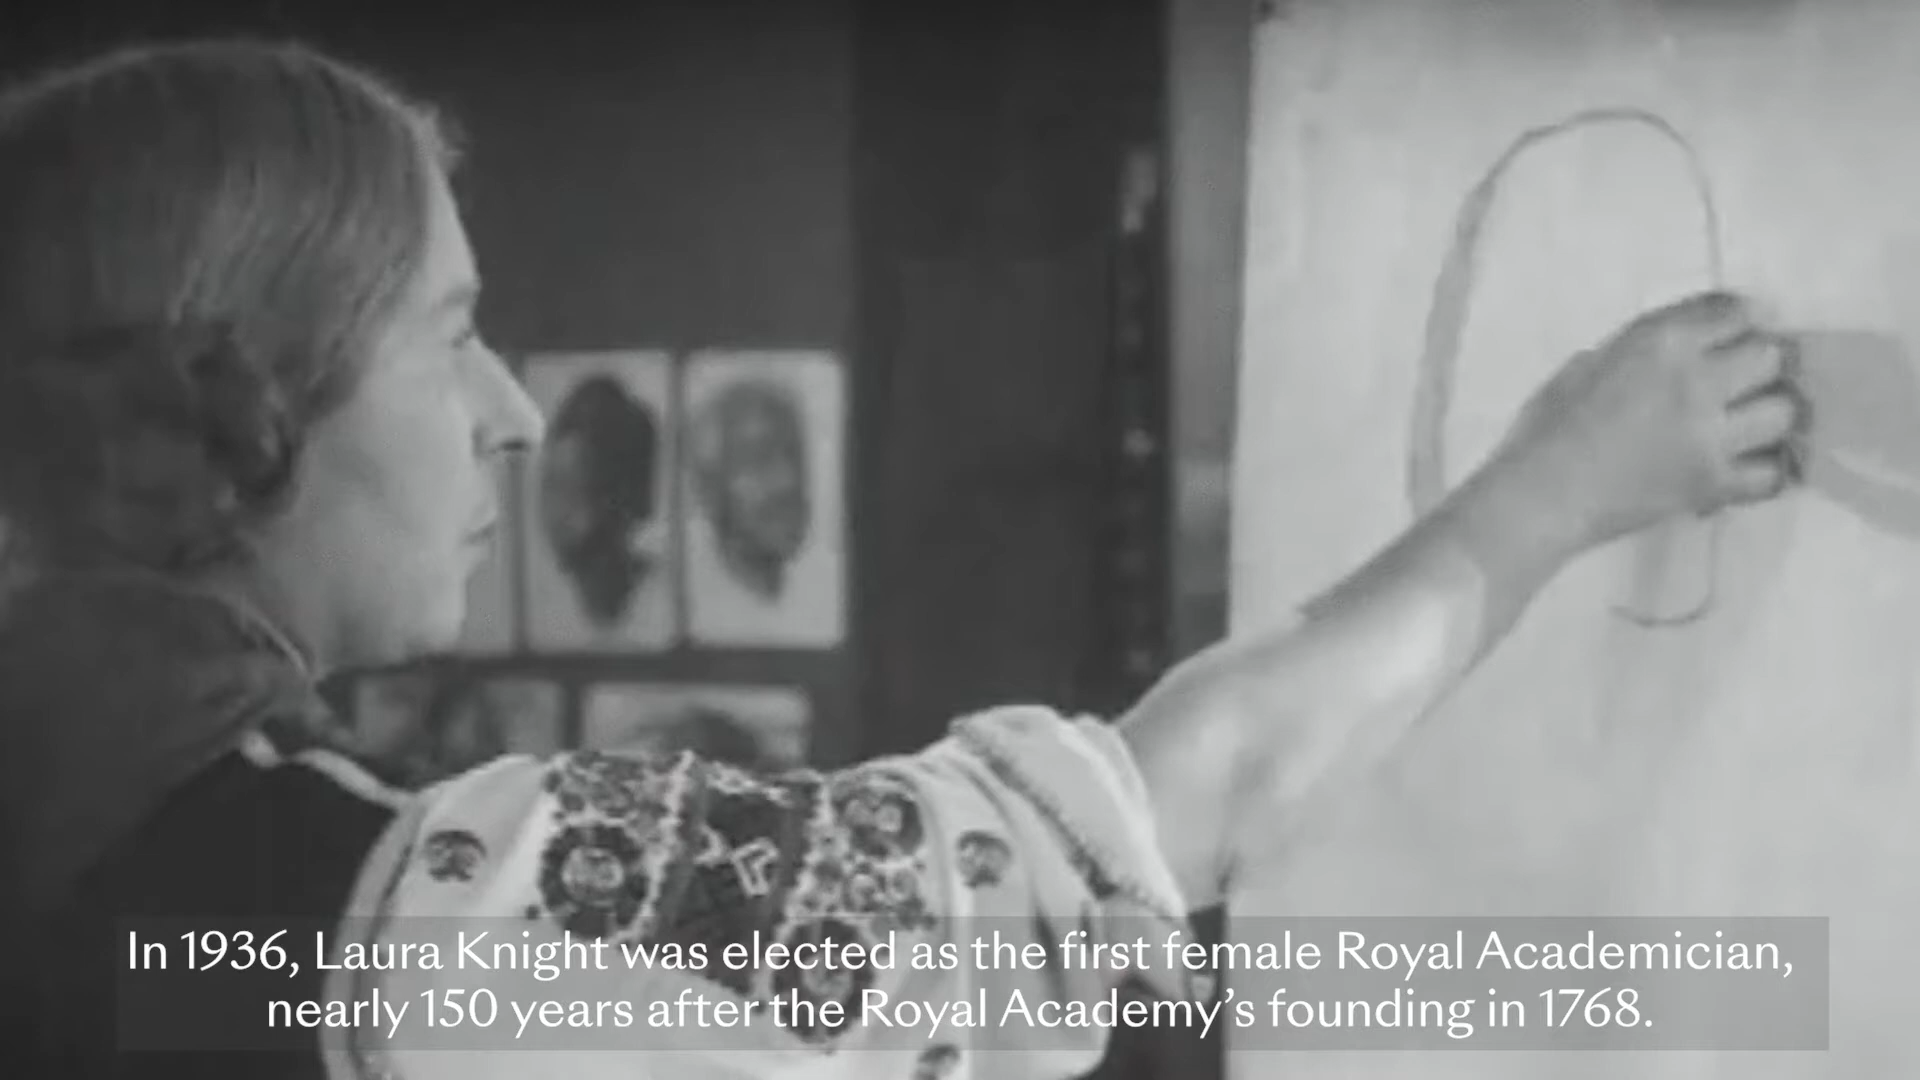 In 1936, Laura Knight was elected as the first female Royal Academician,
nearly 150 years after the Royal Academy’s founding in 1768.